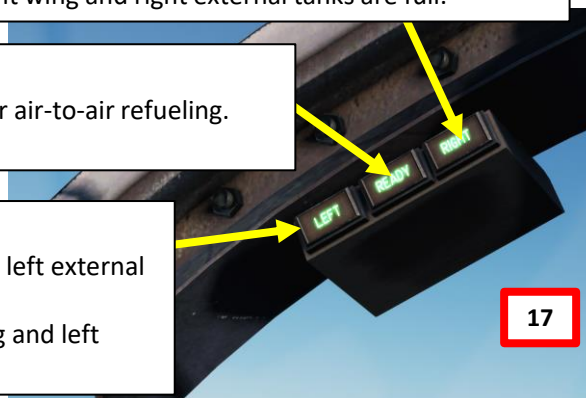 t wing and right external tanks are full.
r air-to-air refueling.
left external
g and left
LEFT
READY
RIGHT
17